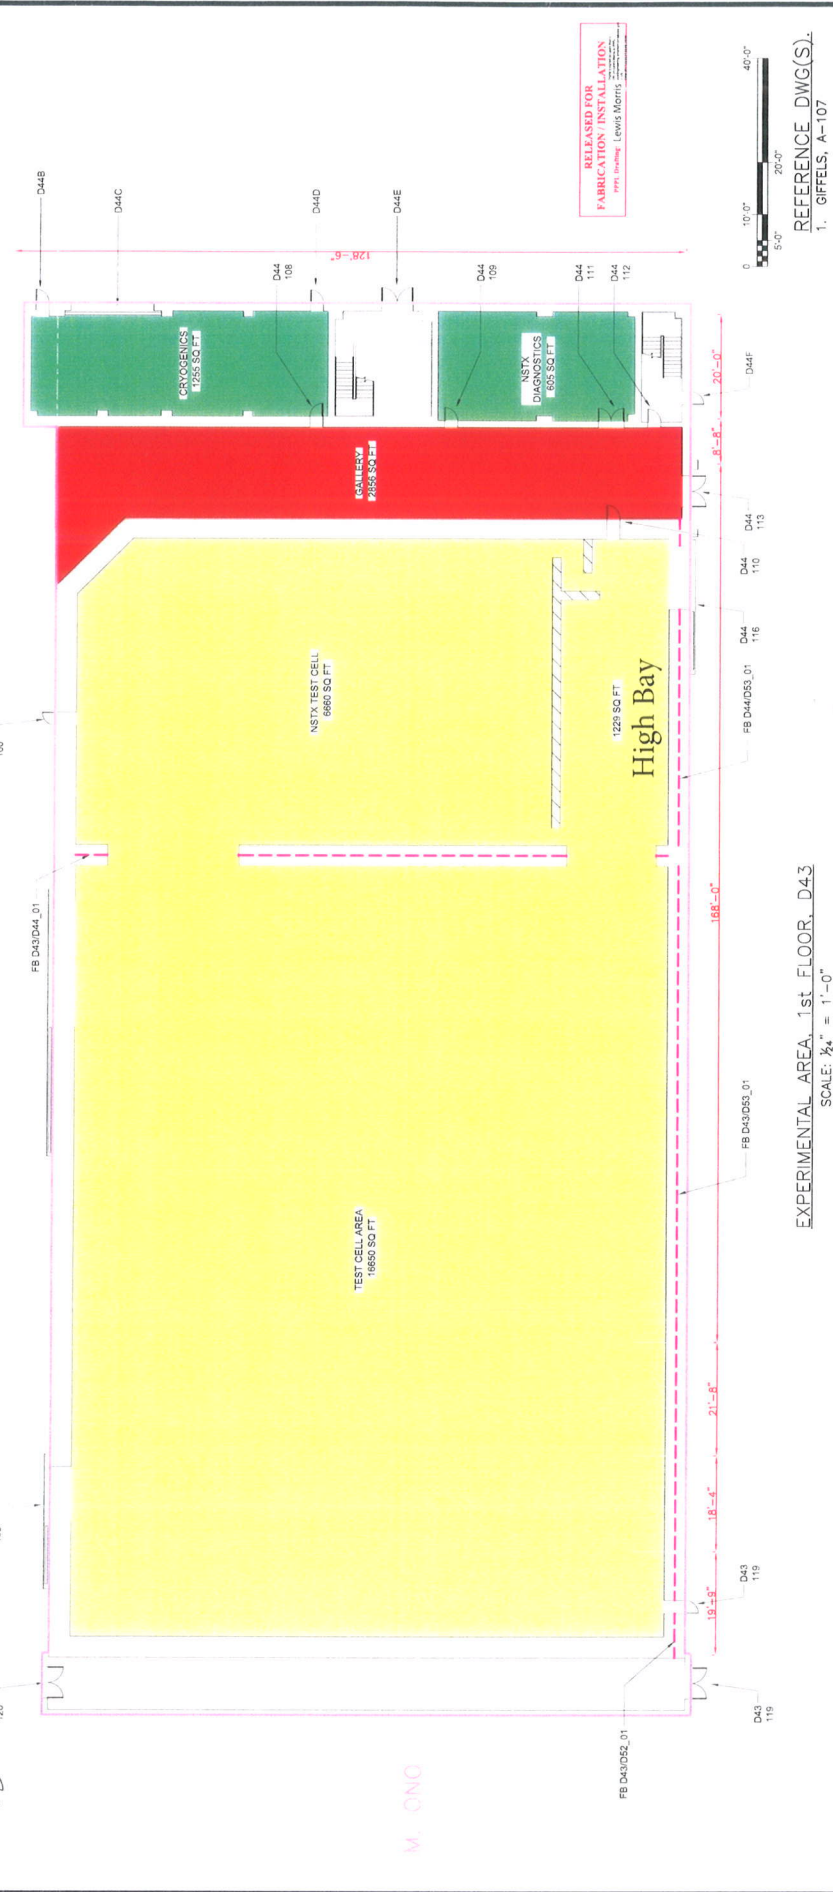 D44B
D44C
D44D
D44E
128'-6"
D44
108
D44
109
D44
111
D44
112
CRYOGENICS
1255 SQ FT
NSTX
DIAGNOSTICS
605 SQ FT
GALLERY
2856 SQ FT
20'-0"
D44F
8'-8"
D44
113
D44
110
D44
116
FB D44/D53_01
NSTX TEST CELL
6660 SQ FT
1229 SQ FT
High Bay
FB D43/D44_01
168'-0"
TEST CELL AREA
16650 SQ FT
FB D43/D53_01
21'-8"
18'-4"
19'-9"
D43
119
D43
119
FB D43/D52_01
M. ONO
RELEASED FOR
FABRICATION / INSTALLATION
PPPL Drafting: Lewis Morris
0
5'-0"
10'-0"
20'-0"
40'-0"
REFERENCE DWG(S).
1. GIFFELS, A-107
EXPERIMENTAL AREA, 1st FLOOR, D43
SCALE: 1/24" = 1'-0"